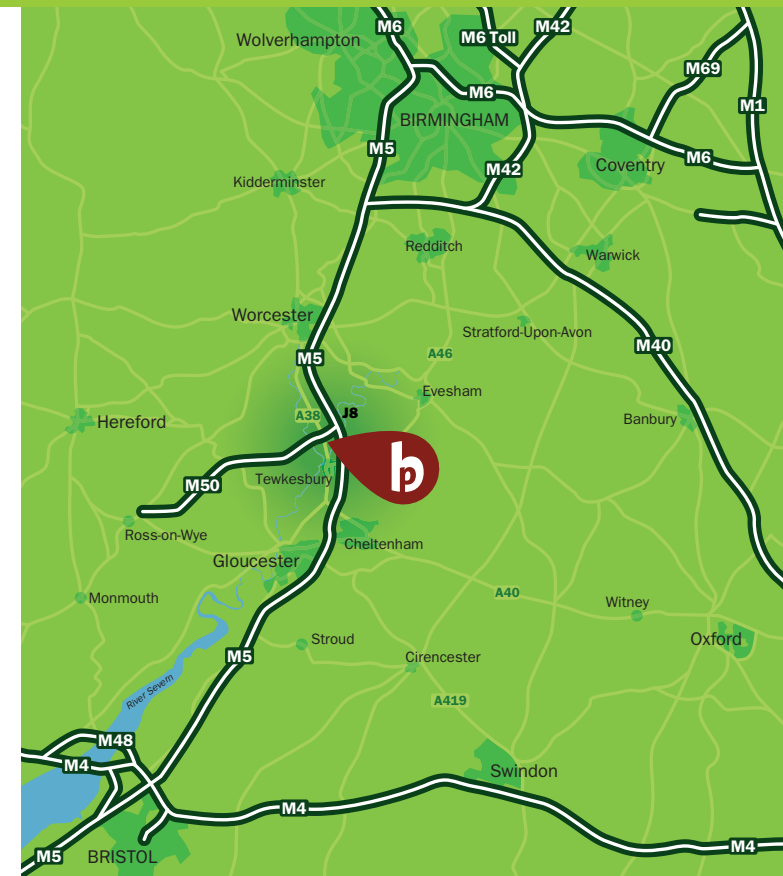 M6
M6 Toll
M42
Wolverhampton
M69
M6
M1
BIRMINGHAM
M5
M6
Coventry
M42
Kidderminster
Redditch
Warwick
Worcester
Stratford-Upon-Avon
M40
M5
A46
Evesham
A38
J8
Banbury
Hereford
bp
Tewkesbury
M50
Ross-on-Wye
Cheltenham
Gloucester
A40
Monmouth
Witney
Stroud
Oxford
M5
Cirencester
River Severn
A419
M48
M4
Swindon
M4
M4
M5
BRISTOL